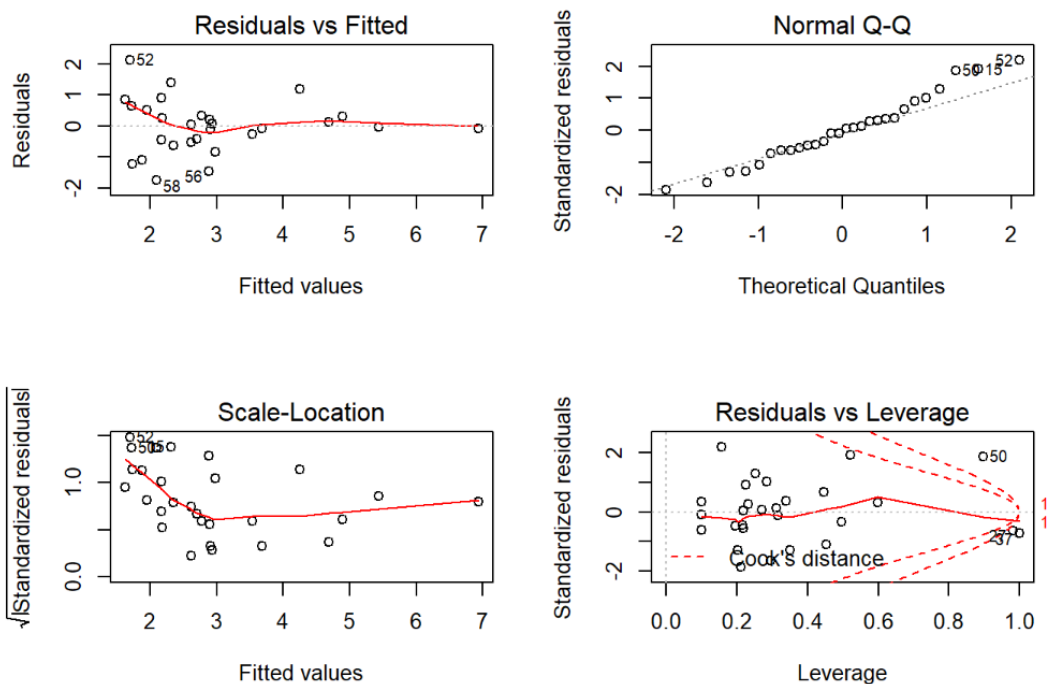 Residuals vs Fitted
Residuals
2
1
0
-2
52
58
56
2 3 4 5 6 7
Fitted values
Normal Q-Q
Standardized residuals
2
1
0
-2
50
15
52
-2 -1 0 1 2
Theoretical Quantiles
Scale-Location
√|Standardized residuals|
1.0
0.0
52
50
15
2 3 4 5 6 7
Fitted values
Residuals vs Leverage
Standardized residuals
2
1
0
-2
50
37
Cook's distance
1
1
0.0 0.2 0.4 0.6 0.8 1.0
Leverage